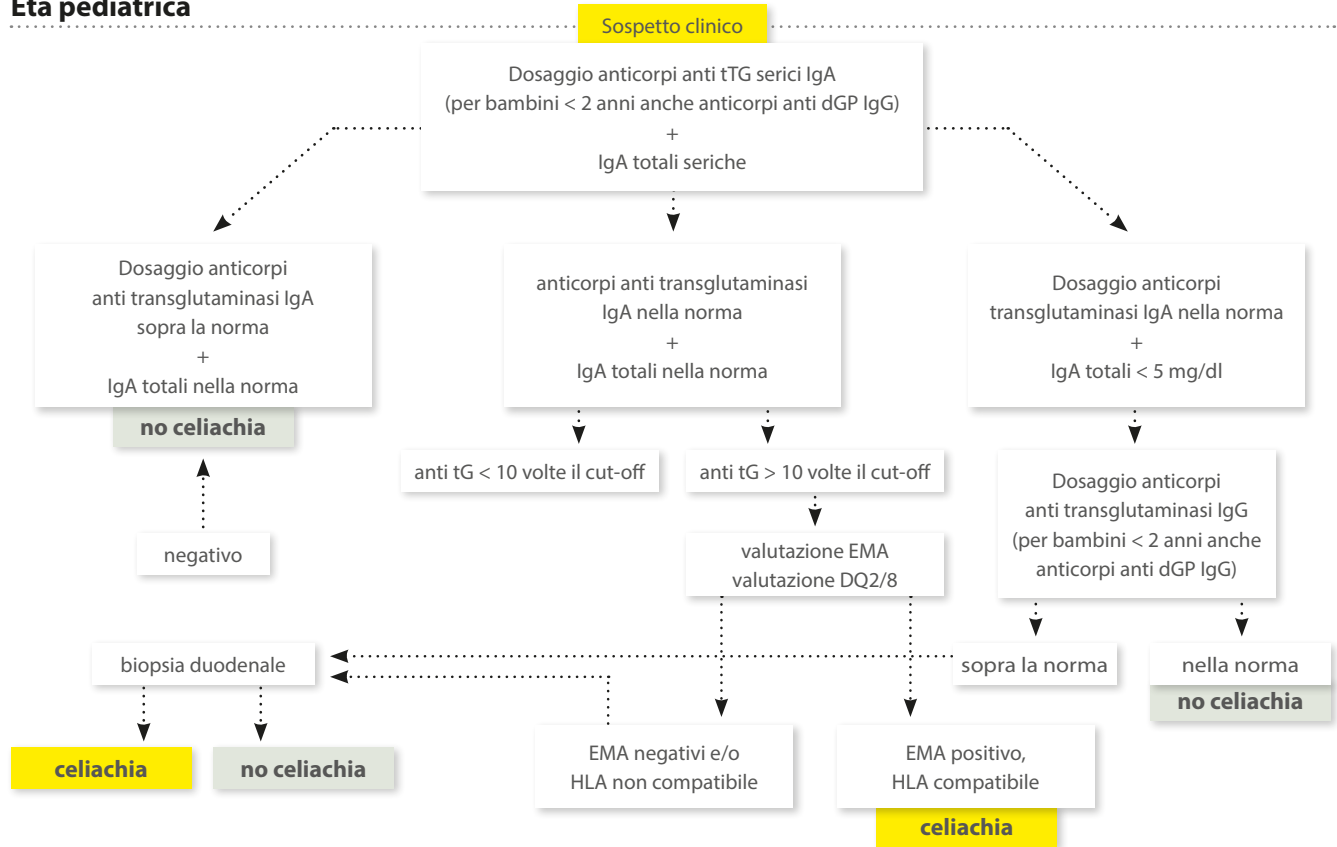 Età pediatrica
Sospetto clinico
Dosaggio anticorpi anti tTG serici IgA
(per bambini < 2 anni anche anticorpi anti dGP IgG)
+
IgA totali seriche
Dosaggio anticorpi
anti transglutaminasi IgA
sopra la norma
+
IgA totali nella norma
no celiachia
anticorpi anti transglutaminasi
IgA nella norma
+
IgA totali nella norma
Dosaggio anticorpi
transglutaminasi IgA nella norma
+
IgA totali < 5 mg/dl
anti tG < 10 volte il cut-off
anti tG > 10 volte il cut-off
Dosaggio anticorpi
anti transglutaminasi IgG
(per bambini < 2 anni anche
anticorpi anti dGP IgG)
negativo
valutazione EMA
valutazione DQ2/8
biopsia duodenale
sopra la norma
nella norma
no celiachia
celiachia
no celiachia
EMA negativi e/o
HLA non compatibile
EMA positivo,
HLA compatibile
celiachia